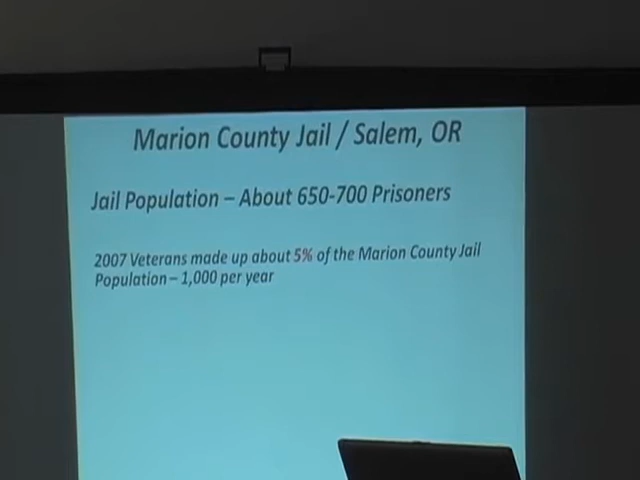 Marion County Jail / Salem, OR
Jail Population – About 650-700 Prisoners
2007 Veterans made up about 5% of the Marion County Jail
Population – 1,000 per year